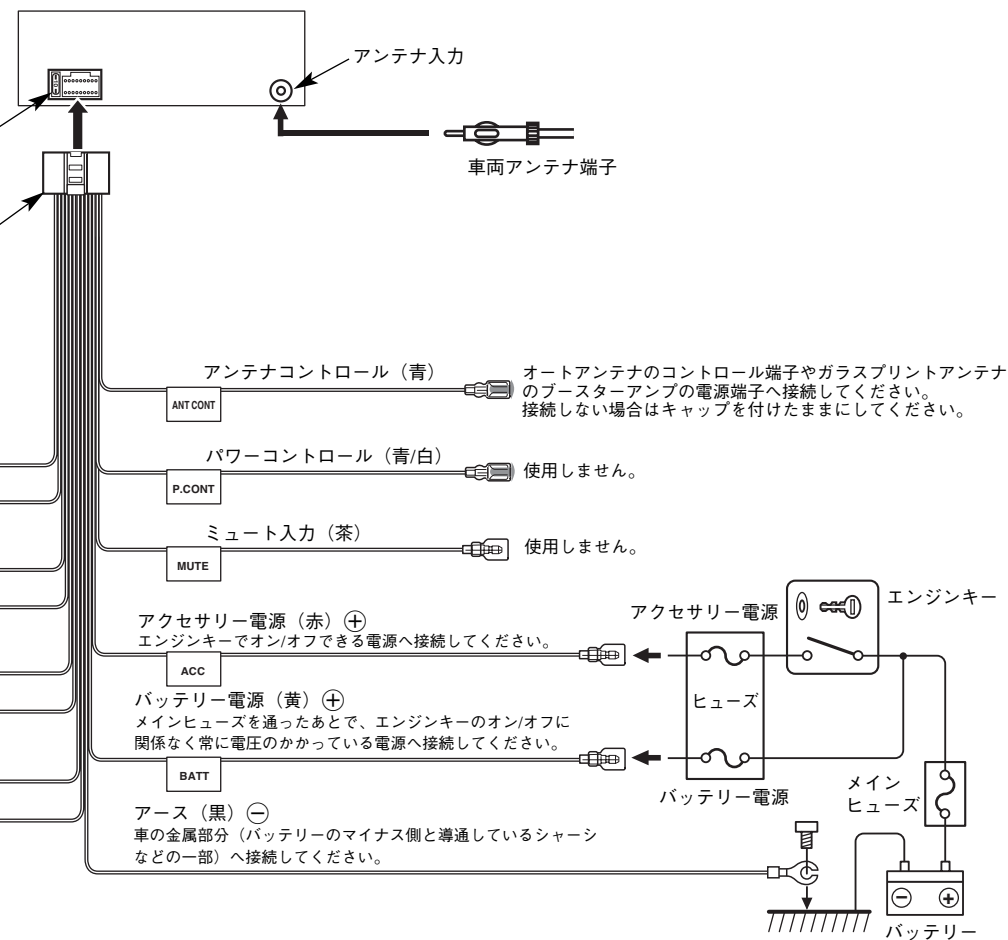 アンテナ入力
車両アンテナ端子
アンテナコントロール（青）
ANT CONT
オートアンテナのコントロール端子やガラスプリントアンテナ
のブースターアンプの電源端子へ接続してください。
接続しない場合はキャップを付けたままにしてください。
パワーコントロール（青/白）
P.CONT
使用しません。
ミュート入力（茶）
MUTE
使用しません。
アクセサリー電源（赤）⊕
エンジンキーでオン/オフできる電源へ接続してください。
ACC
アクセサリー電源
エンジンキー
ヒューズ
バッテリー電源（黄）⊕
メインヒューズを通ったあとで、エンジンキーのオン/オフに
関係なく常に電圧のかかっている電源へ接続してください。
BATT
バッテリー電源
メイン
ヒューズ
アース（黒）⊖
車の金属部分（バッテリーのマイナス側と導通しているシャーシ
などの一部）へ接続してください。
⊖ ⊕
バッテリー